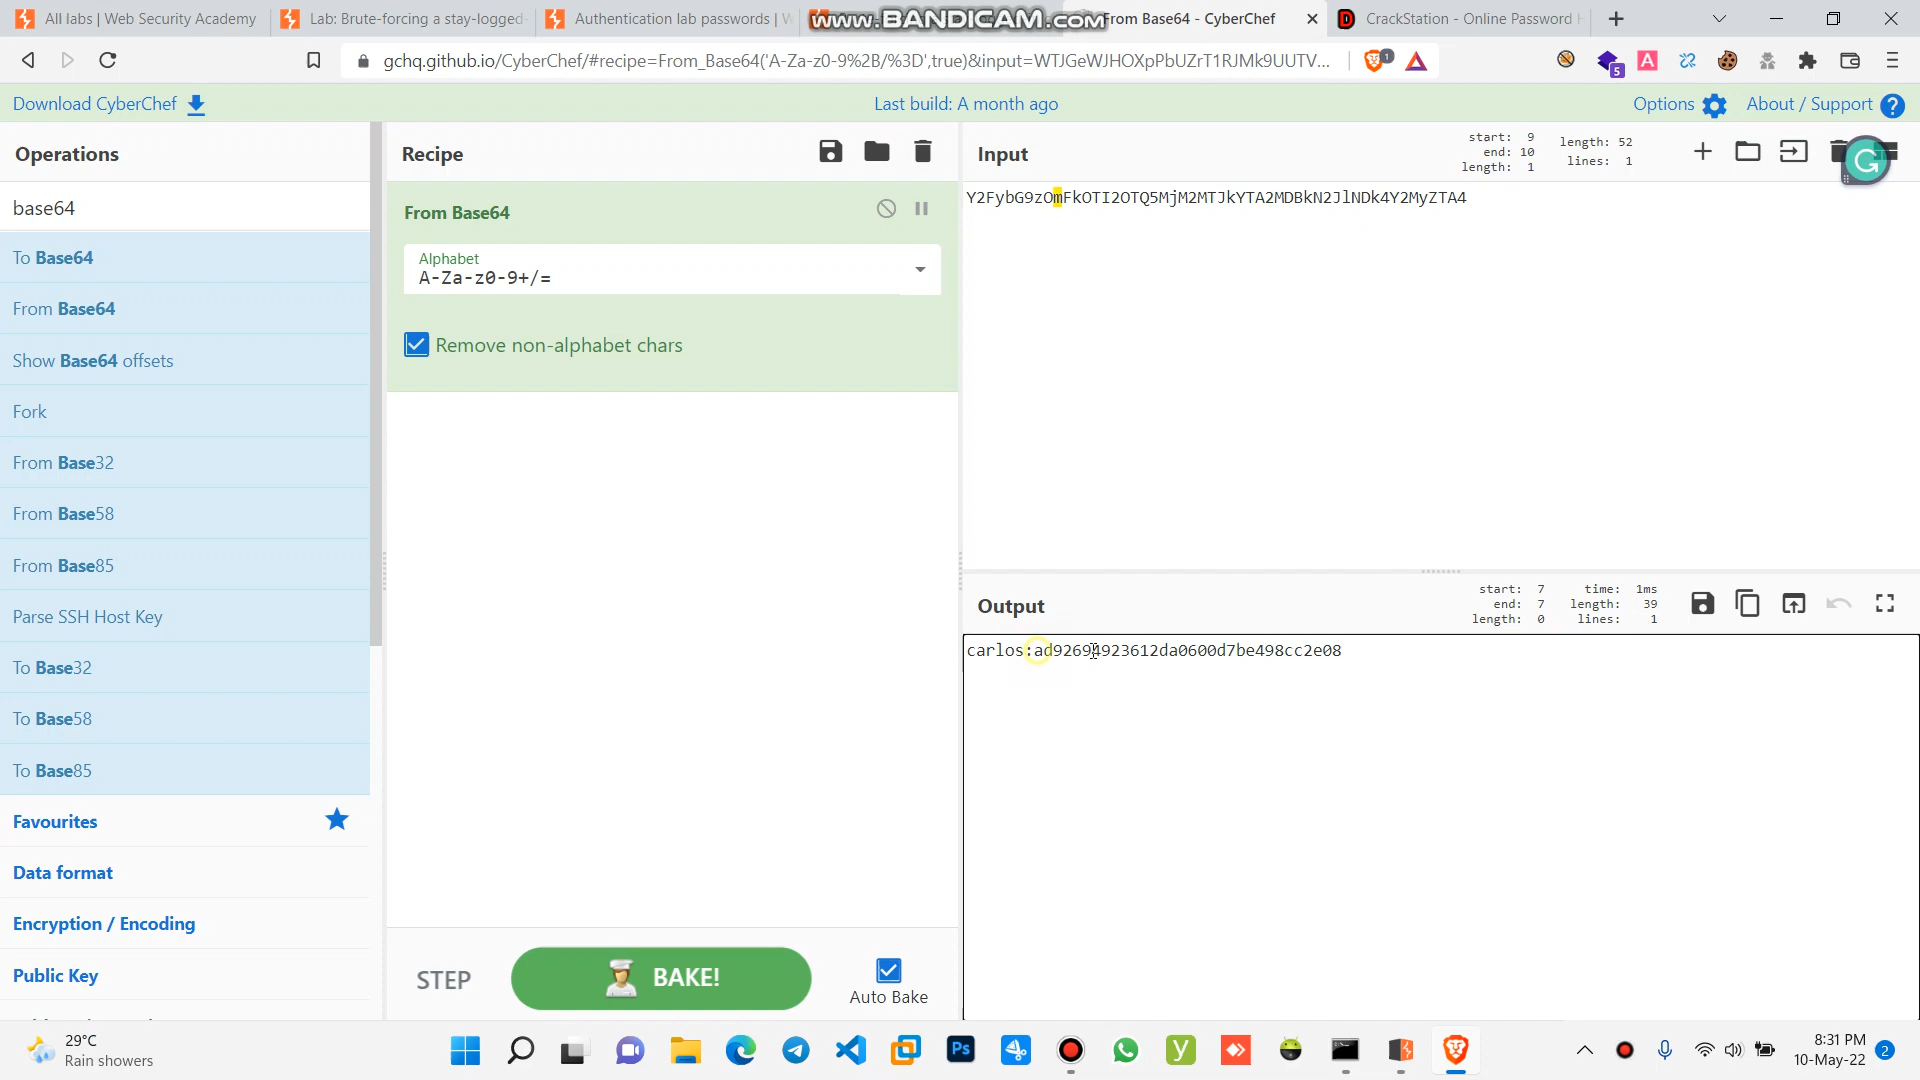 All labs | Web Security Academy
Lab: Brute-forcing a stay-logged-
Authentication lab passwords | W
WWW.BANDICAM.COM
From Base64 - CyberChef
CrackStation - Online Password H
gchq.github.io/CyberChef/#recipe=From_Base64('A-Za-z0-9%2B/%3D',true)&input=WTJGeWJHOXpPbUZrT1RJMk9UUTV...
1
5
A
Download CyberChef
Last build: A month ago
Options
About / Support
Operations
base64
To Base64
From Base64
Show Base64 offsets
Fork
From Base32
From Base58
From Base85
Parse SSH Host Key
To Base32
To Base58
To Base85
Favourites
Data format
Encryption / Encoding
Public Key
Recipe
From Base64
Alphabet
A-Za-z0-9+/=
Remove non-alphabet chars
STEP
BAKE!
Auto Bake
Input
start: 9
end: 10
length: 1
length: 52
lines: 1
Y2FybG9zOmFkOTI2OTQ5MjM2MTJkYTA2MDBkN2JlNDk4Y2MyZTA4
Output
start: 7
end: 7
length: 0
time: 1ms
length: 39
lines: 1
carlos:ad92694923612da0600d7be498cc2e08
29°C
Rain showers
Ps
y
8:31 PM
10-May-22
2